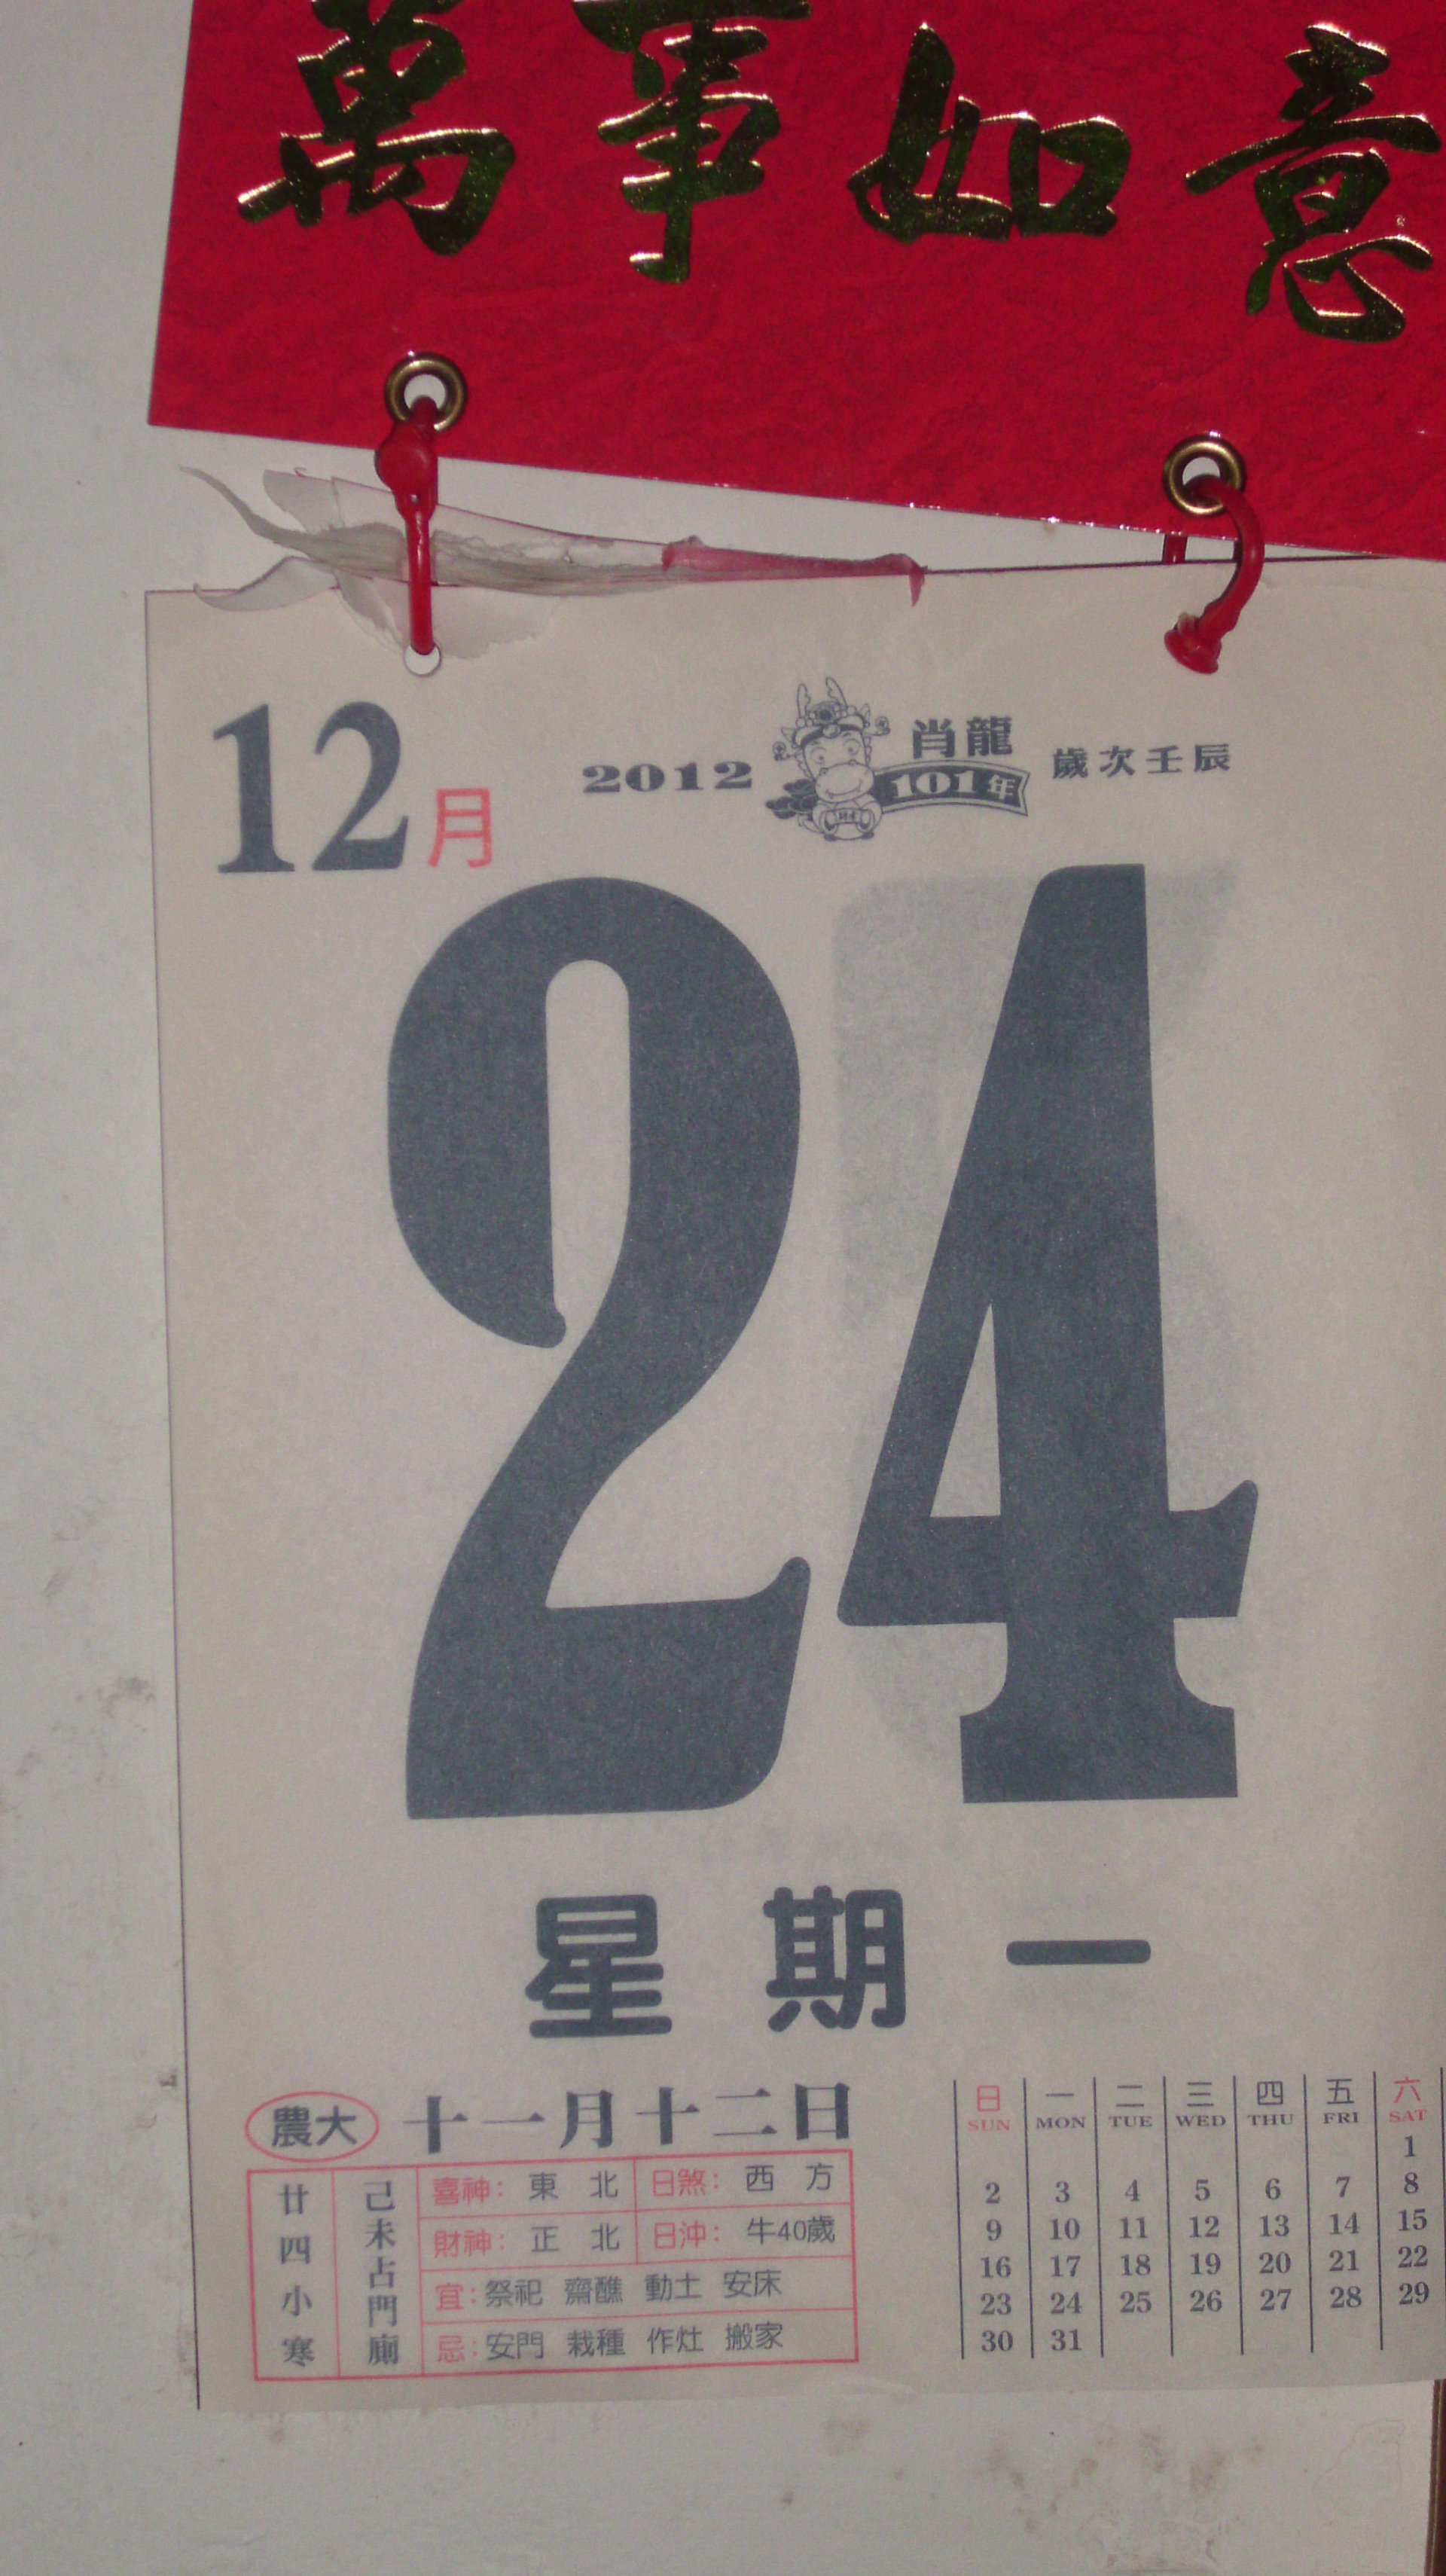 萬事如意
12月 2012 肖龍 歲次壬辰
101年
24
星期一
農大 十一月十二日
廿四小寒
己未占門廁
喜神：東 北 日煞：西 方
財神：正 北 日沖：牛40歲
宜：祭祀 齋醮 動土 安床
忌：安門 栽種 作灶 搬家
日 一 二 三 四 五 六
SUN MON TUE WED THU FRI SAT
1
2 3 4 5 6 7 8
9 10 11 12 13 14 15
16 17 18 19 20 21 22
23 24 25 26 27 28 29
30 31